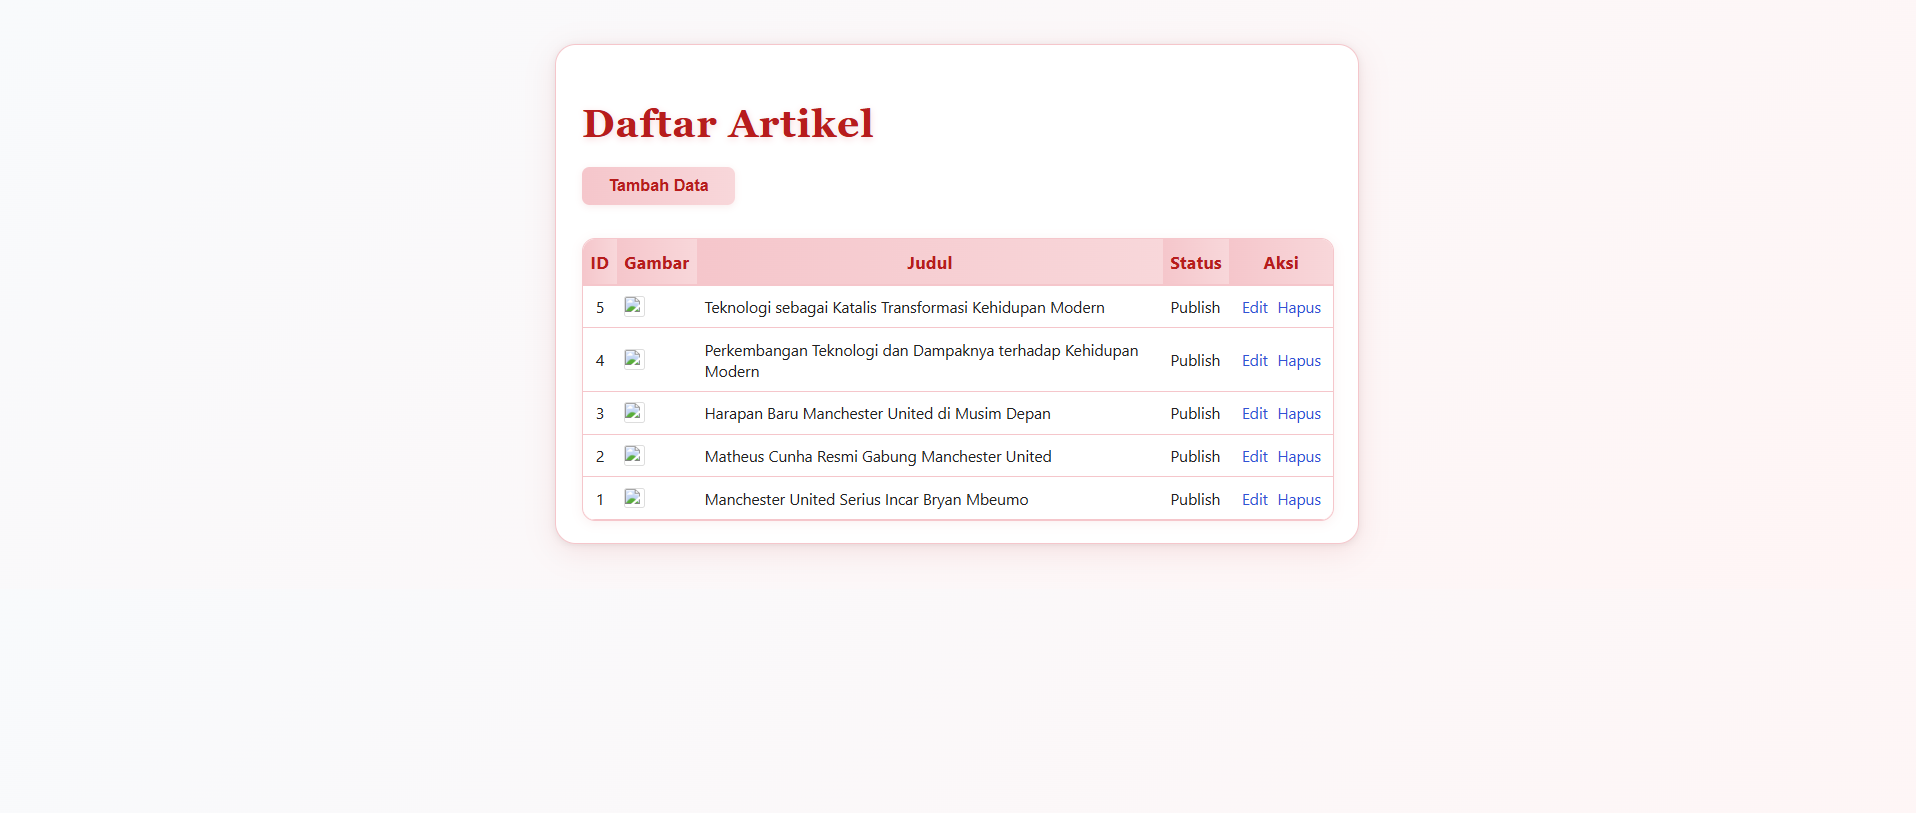 Daftar Artikel
Tambah Data
ID Gambar Judul Status Aksi
5 Teknologi sebagai Katalis Transformasi Kehidupan Modern Publish Edit Hapus
4 Perkembangan Teknologi dan Dampaknya terhadap Kehidupan
Modern Publish Edit Hapus
3 Harapan Baru Manchester United di Musim Depan Publish Edit Hapus
2 Matheus Cunha Resmi Gabung Manchester United Publish Edit Hapus
1 Manchester United Serius Incar Bryan Mbeumo Publish Edit Hapus